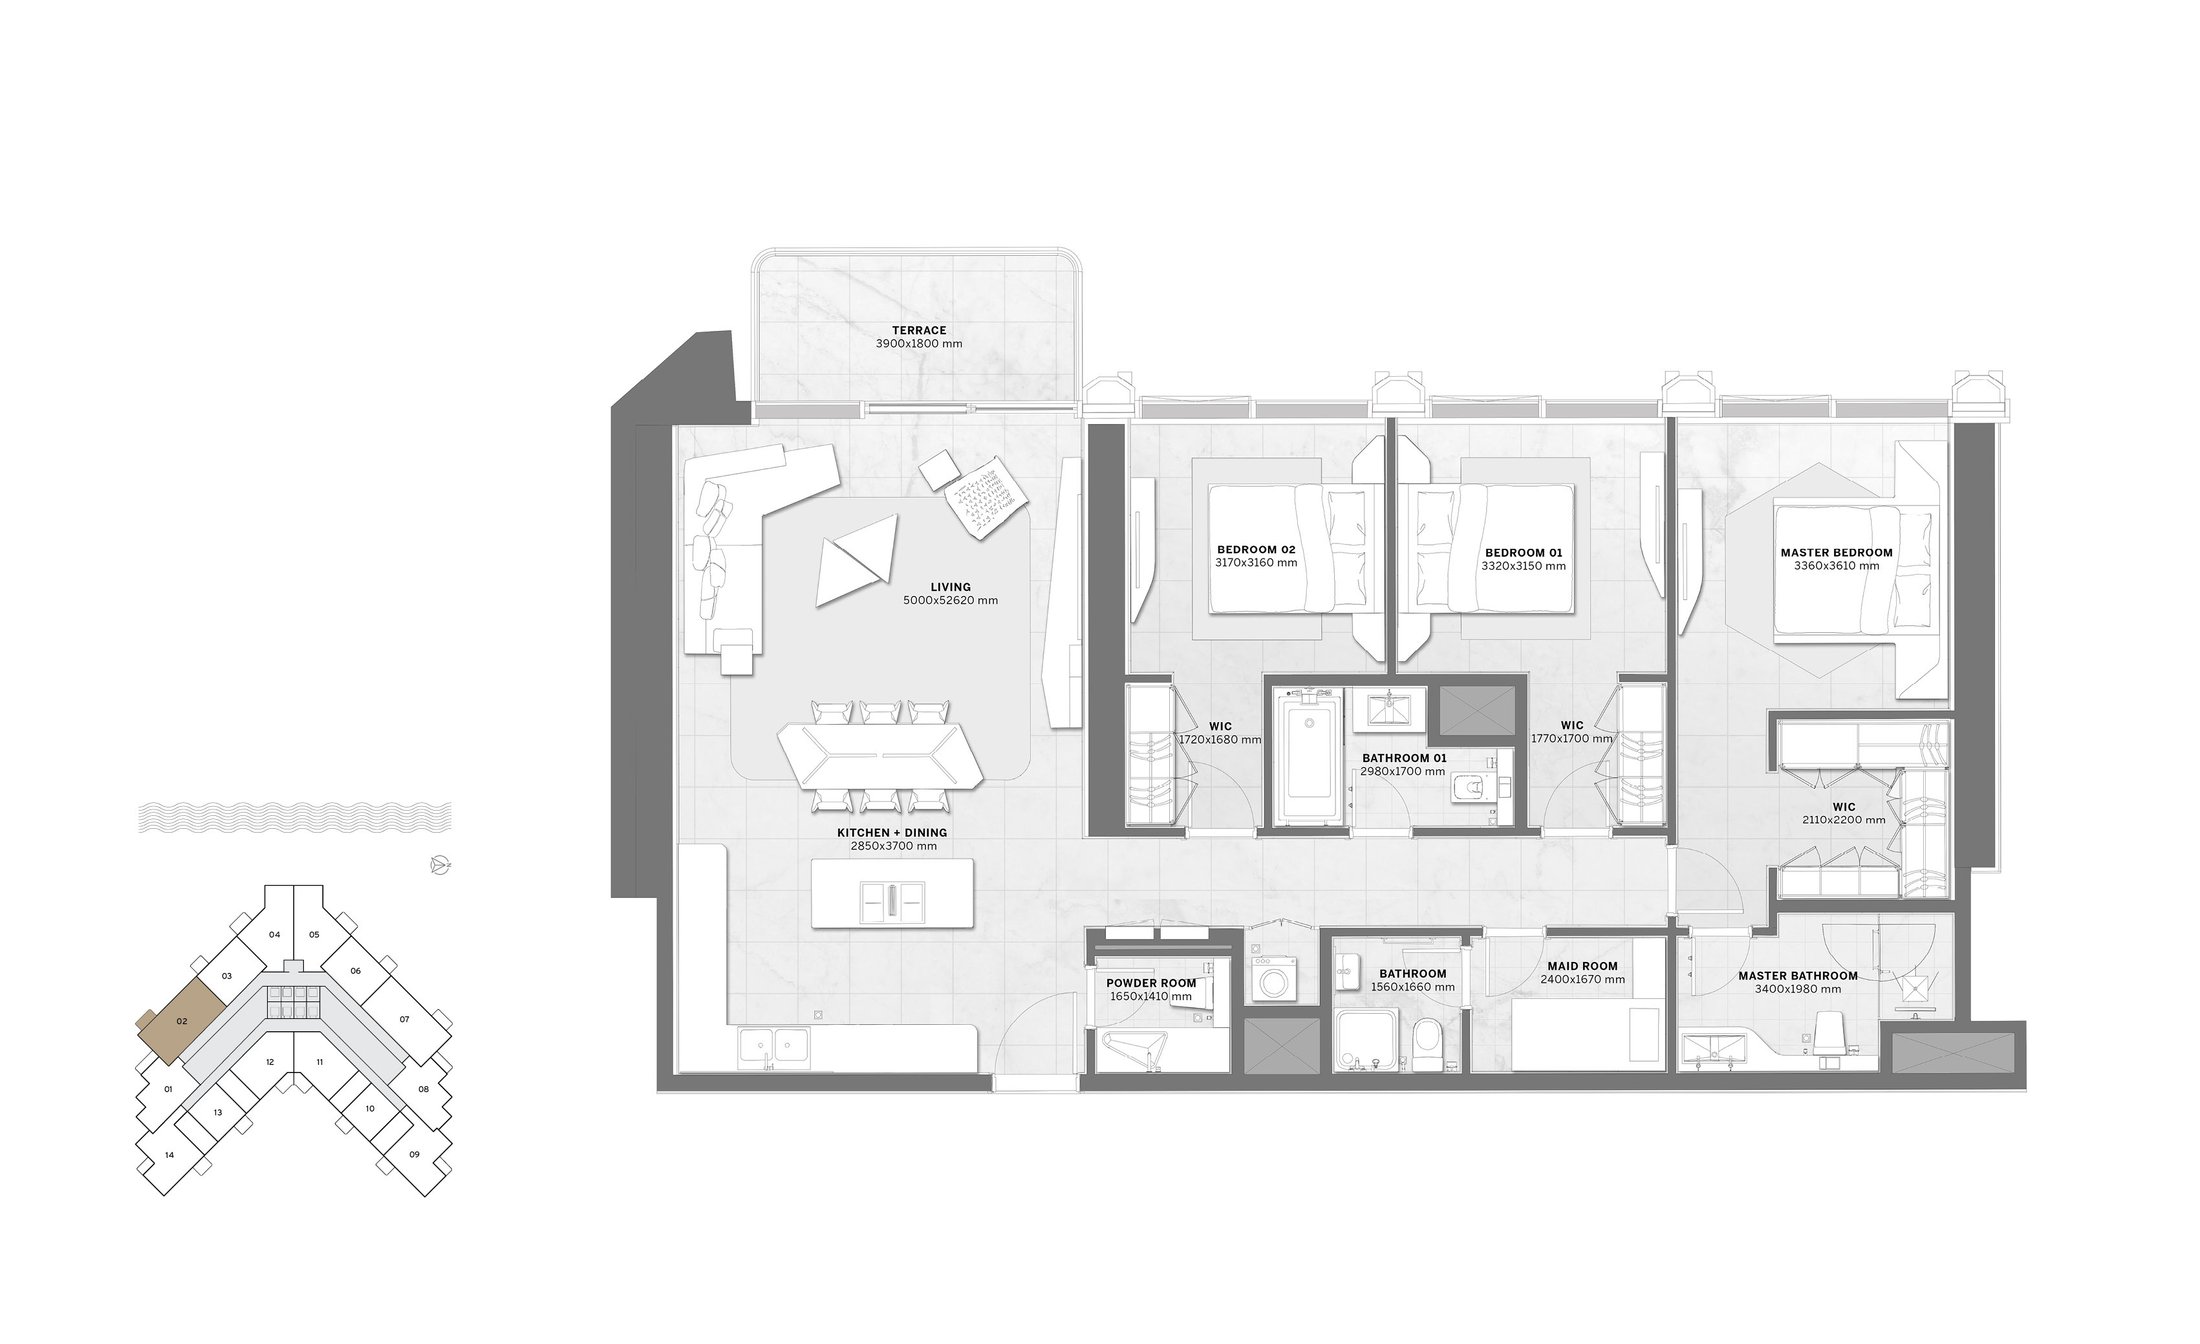 TERRACE
3900x1800 mm
LIVING
5000x52620 mm
KITCHEN + DINING
2850x3700 mm
BEDROOM 02
3170x3160 mm
BEDROOM 01
3320x3150 mm
MASTER BEDROOM
3360x3610 mm
WIC
1720x1680 mm
BATHROOM 01
2980x1700 mm
WIC
1770x1700 mm
WIC
2110x2200 mm
POWDER ROOM
1650x1410 mm
BATHROOM
1560x1660 mm
MAID ROOM
2400x1670 mm
MASTER BATHROOM
3400x1980 mm
N
04
05
03
06
02
07
12
11
01
08
13
10
14
09